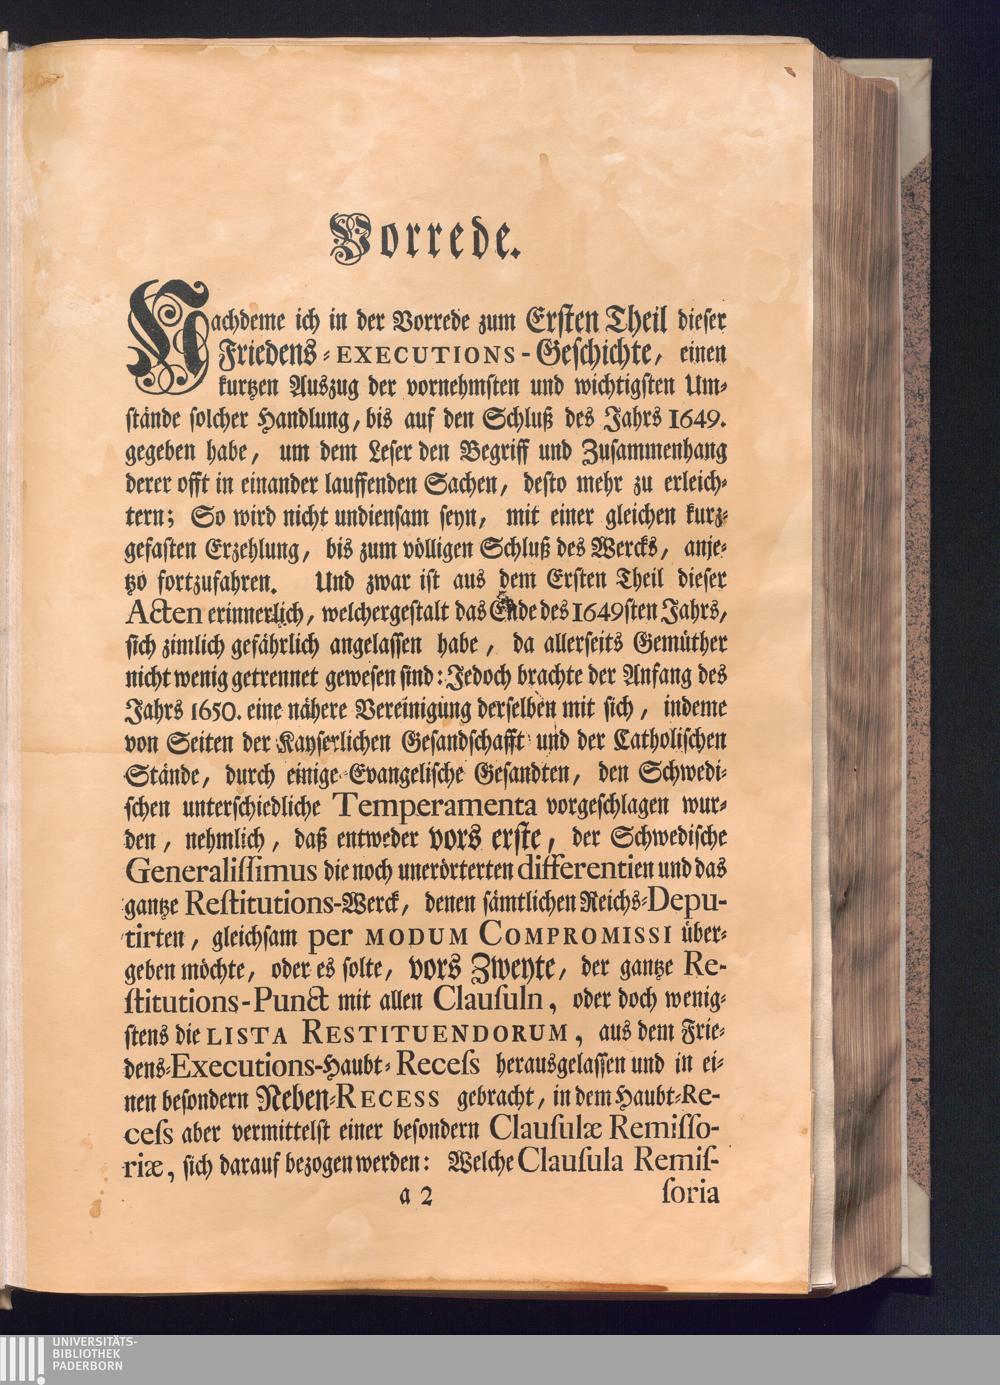 Vorrede.
Nachdeme ich in der Vorrede zum Ersten Theil dieser
Friedens-EXECUTIONS-Geschichte, einen
kurtzen Auszug der vornehmsten und wichtigsten Um-
stände solcher Handlung, bis auf den Schluß des Jahrs 1649.
gegeben habe, um dem Leser den Begriff und Zusammenhang
derer offt in einander lauffenden Sachen, desto mehr zu erleich-
tern; So wird nicht undiensam seyn, mit einer gleichen kurz-
gefasten Erzehlung, bis zum völligen Schluß des Wercks, anje-
tzo fortzufahren. Und zwar ist aus dem Ersten Theil dieser
Acten erinnerlich, welchergestalt das Ende des 1649sten Jahrs,
sich zimlich gefährlich angelassen habe, da allerseits Gemüther
nicht wenig getrennet gewesen sind: Jedoch brachte der Anfang des
Jahrs 1650. eine nähere Vereinigung derselben mit sich, indeme
von Seiten der Kayserlichen Gesandschafft und der Catholischen
Stände, durch einige Evangelische Gesandten, den Schwedi-
schen unterschiedliche Temperamenta vorgeschlagen wur-
den, nehmlich, daß entweder vors erste, der Schwedische
Generalissimus die noch unerörterten differentien und das
gantze Restitutions-Werck, denen sämtlichen Reichs-Depu-
tirten, gleichsam per MODUM COMPROMISSI über-
geben möchte, oder es solte, vors Zweyte, der gantze Re-
stitutions-Punct mit allen Clausuln, oder doch wenig-
stens die LISTA RESTITUENDORUM, aus dem Frie-
dens-Executions-Haubt-Recess herausgelassen und in ei-
nen besondern Neben-RECESS gebracht, in dem Haubt-Re-
cess aber vermittelst einer besondern Clausulæ Remisso-
riæ, sich darauf bezogen werden: Welche Clausula Remis-
a 2 soria
UNIVERSITÄTS-
BIBLIOTHEK
PADERBORN